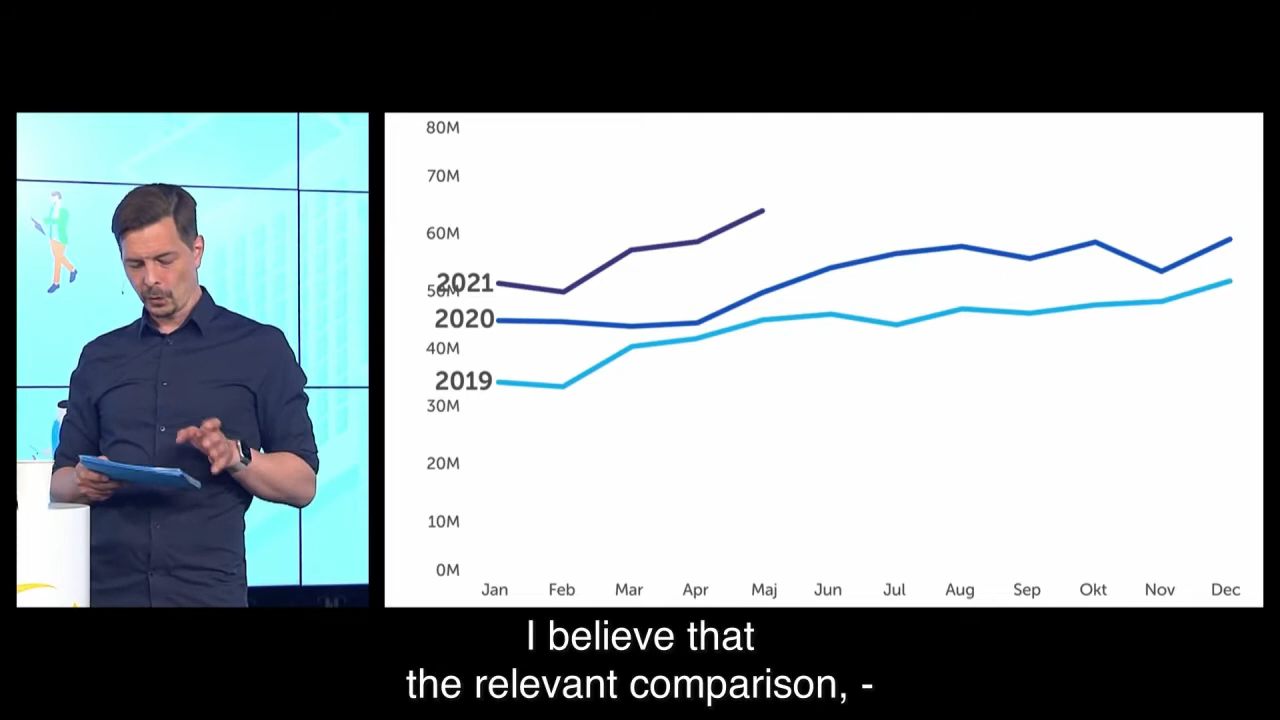 80M
70M
60M
2021
50M
2020
40M
2019
30M
20M
10M
0M
Jan Feb Mar Apr Maj Jun Jul Aug Sep Okt Nov Dec
I believe that
the relevant comparison, -